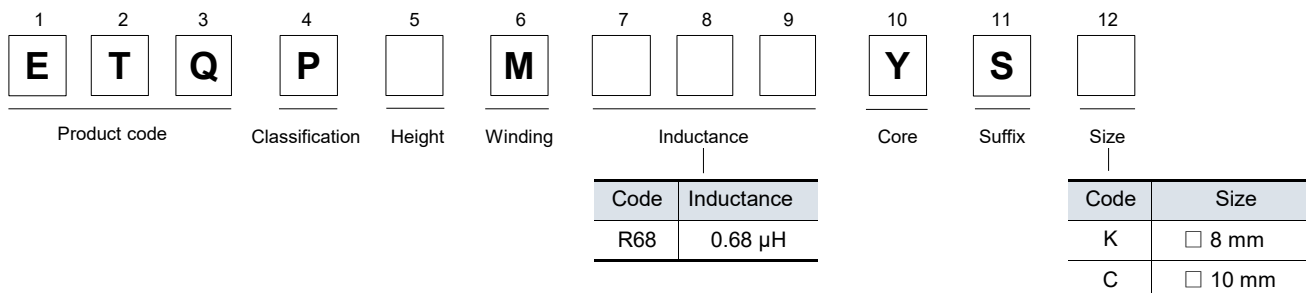 1 2 3 4 5 6 7 8 9 10 11 12
E T Q P M Y S
Product code Classification Height Winding Inductance Core Suffix Size
Code Inductance
R68 0.68 µH
Code Size
K □ 8 mm
C □ 10 mm